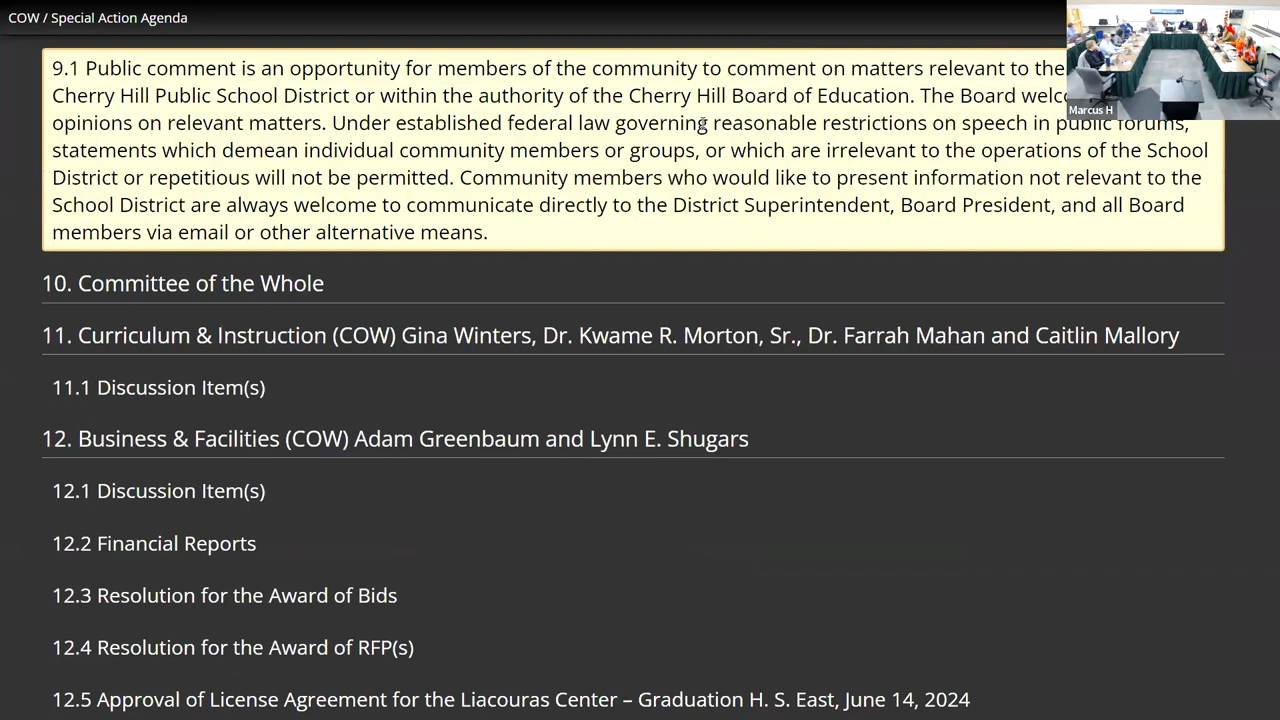 COW / Special Action Agenda
9.1 Public comment is an opportunity for members of the community to comment on matters relevant to the
Cherry Hill Public School District or within the authority of the Cherry Hill Board of Education. The Board
opinions on relevant matters. Under established federal law governing reasonable restrictions on speech in public forums,
statements which demean individual community members or groups, or which are irrelevant to the operations of the School
District or repetitious will not be permitted. Community members who would like to present information not relevant to the
School District are always welcome to communicate directly to the District Superintendent, Board President, and all Board
members via email or other alternative means.
Marcus H
10. Committee of the Whole
11. Curriculum & Instruction (COW) Gina Winters, Dr. Kwame R. Morton, Sr., Dr. Farrah Mahan and Caitlin Mallory
11.1 Discussion Item(s)
12. Business & Facilities (COW) Adam Greenbaum and Lynn E. Shugars
12.1 Discussion Item(s)
12.2 Financial Reports
12.3 Resolution for the Award of Bids
12.4 Resolution for the Award of RFP(s)
12.5 Approval of License Agreement for the Liacouras Center – Graduation H. S. East, June 14, 2024